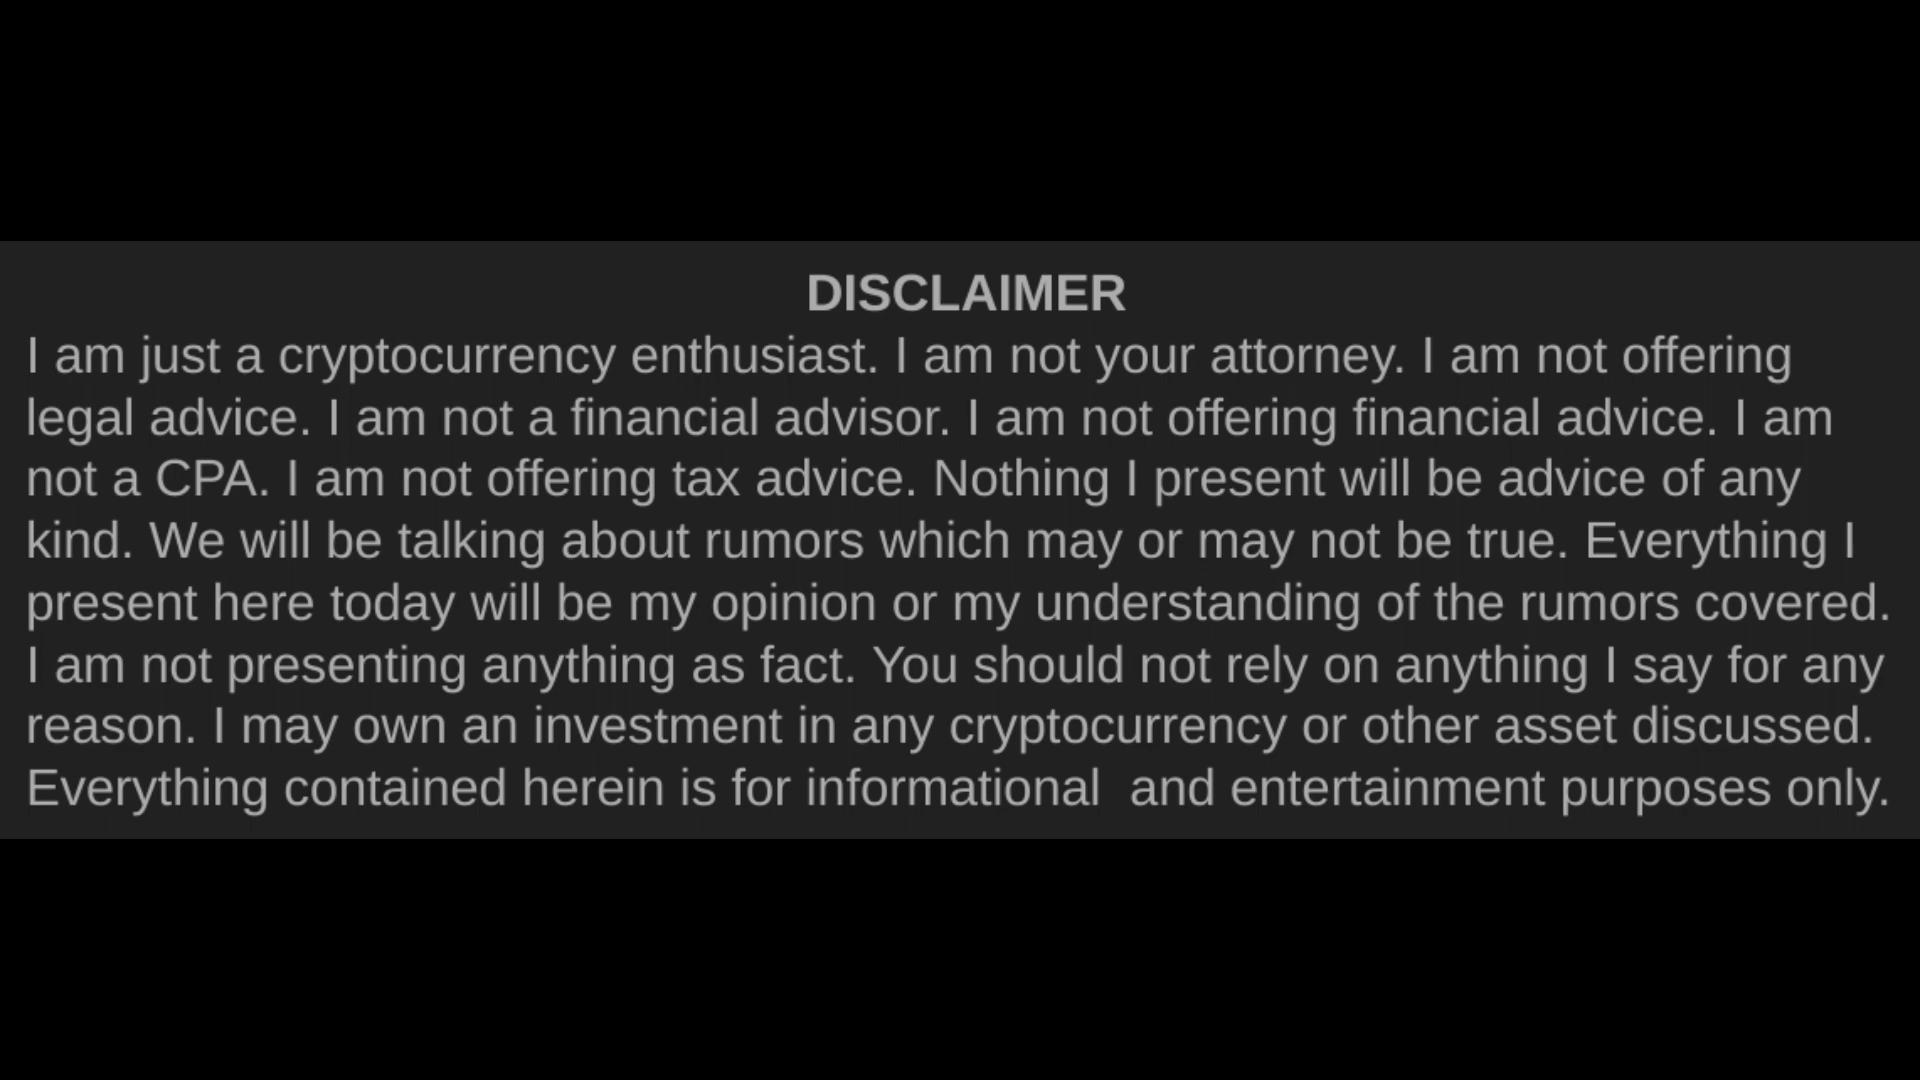 DISCLAIMER
I am just a cryptocurrency enthusiast. I am not your attorney. I am not offering
legal advice. I am not a financial advisor. I am not offering financial advice. I am
not a CPA. I am not offering tax advice. Nothing I present will be advice of any
kind. We will be talking about rumors which may or may not be true. Everything I
present here today will be my opinion or my understanding of the rumors covered.
I am not presenting anything as fact. You should not rely on anything I say for any
reason. I may own an investment in any cryptocurrency or other asset discussed.
Everything contained herein is for informational  and entertainment purposes only.